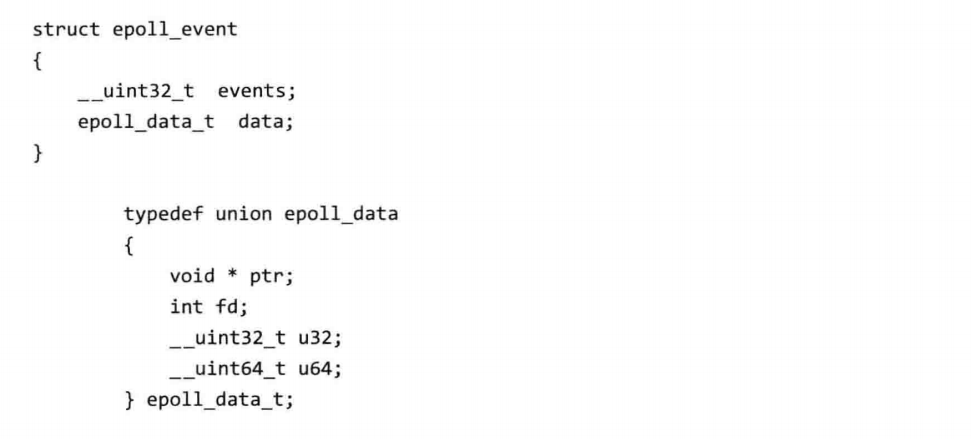 struct epoll_event
{
    __uint32_t  events;
    epoll_data_t  data;
}
typedef union epoll_data
{
    void * ptr;
    int fd;
    __uint32_t u32;
    __uint64_t u64;
} epoll_data_t;